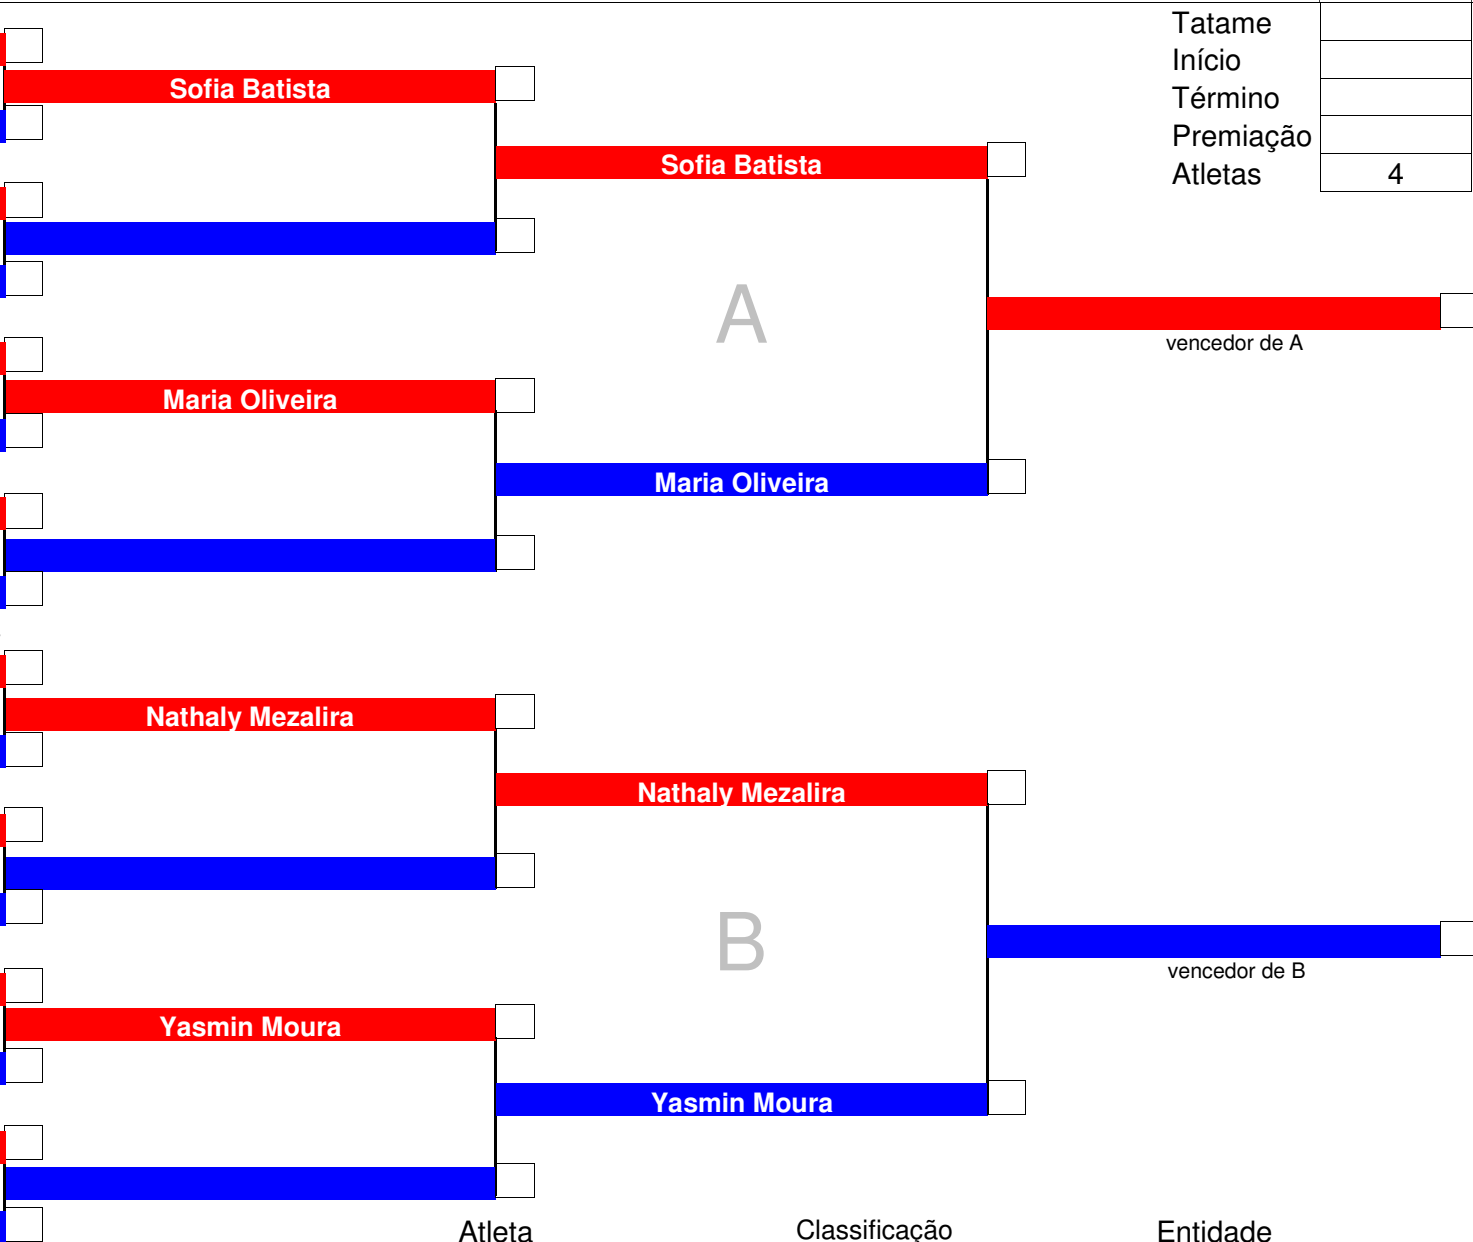 Tatame
Início
Término
Premiação
Atletas 4
Sofia Batista
Sofia Batista
A
vencedor de A
Maria Oliveira
Maria Oliveira
Nathaly Mezalira
Nathaly Mezalira
B
vencedor de B
Yasmin Moura
Yasmin Moura
Atleta Classificação Entidade